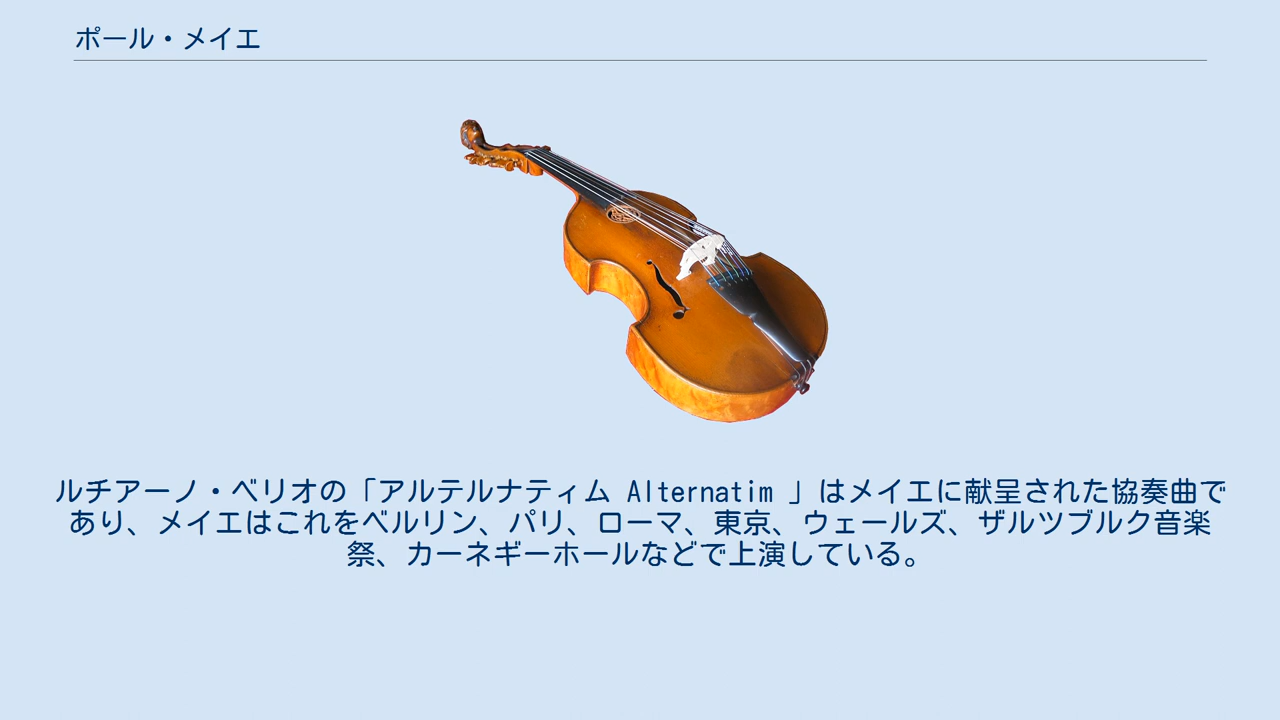 ポール・メイエ
ルチアーノ・ベリオの「アルテルナティム Alternatim 」はメイエに献呈された協奏曲で
あり、メイエはこれをベルリン、パリ、ローマ、東京、ウェールズ、ザルツブルク音楽
祭、カーネギーホールなどで上演している。